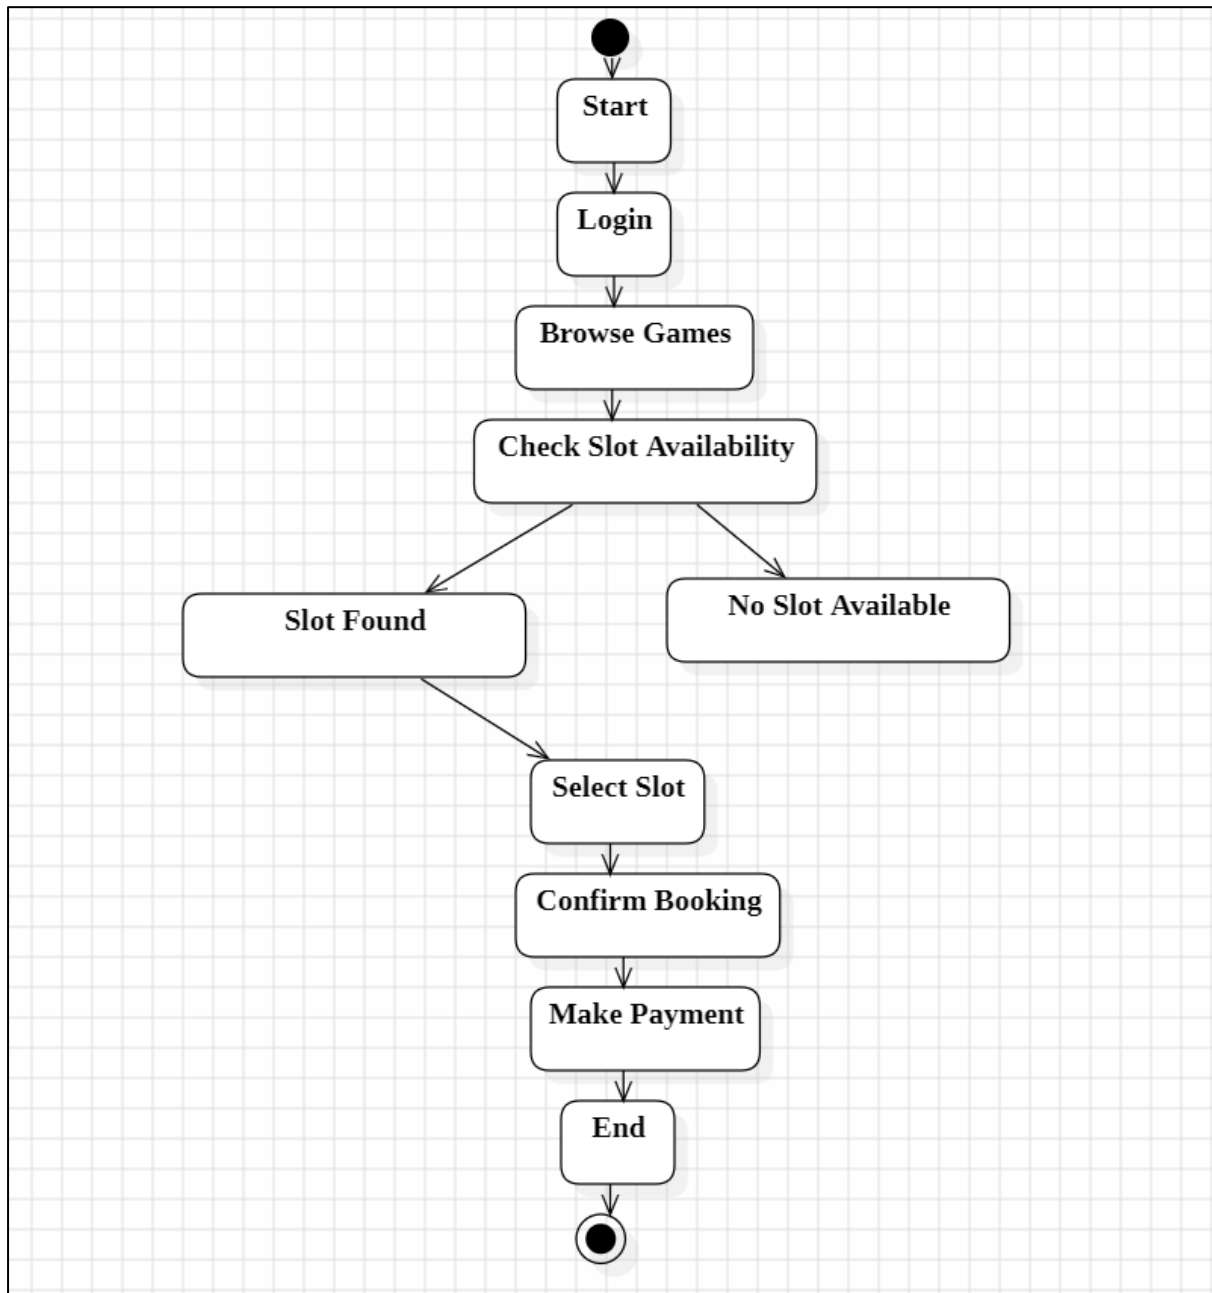 Start
Login
Browse Games
Check Slot Availability
Slot Found
No Slot Available
Select Slot
Confirm Booking
Make Payment
End